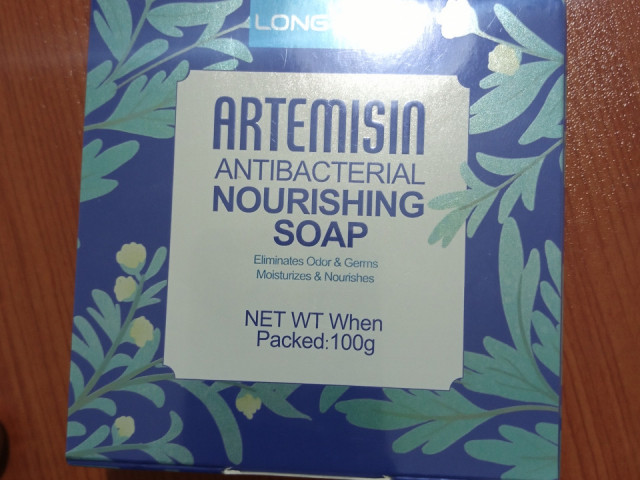 LONG
ARTEMISIN
ANTIBACTERIAL
NOURISHING
SOAP
Eliminates Odor & Germs
Moisturizes & Nourishes
NET WT When
Packed:100g